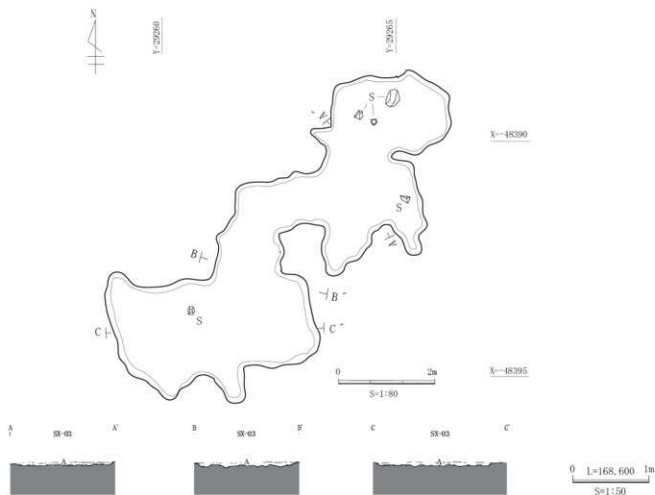 N
Y=29260
Y=29265
S
A´
X=-48390
S
A
B
B´
S
C
C´
0 2m
S=1:80
X=-48395
A A´ B B´ C C´
SX-03 SX-03 SX-03
A A A
0 L=168,600 1m
S=1:50